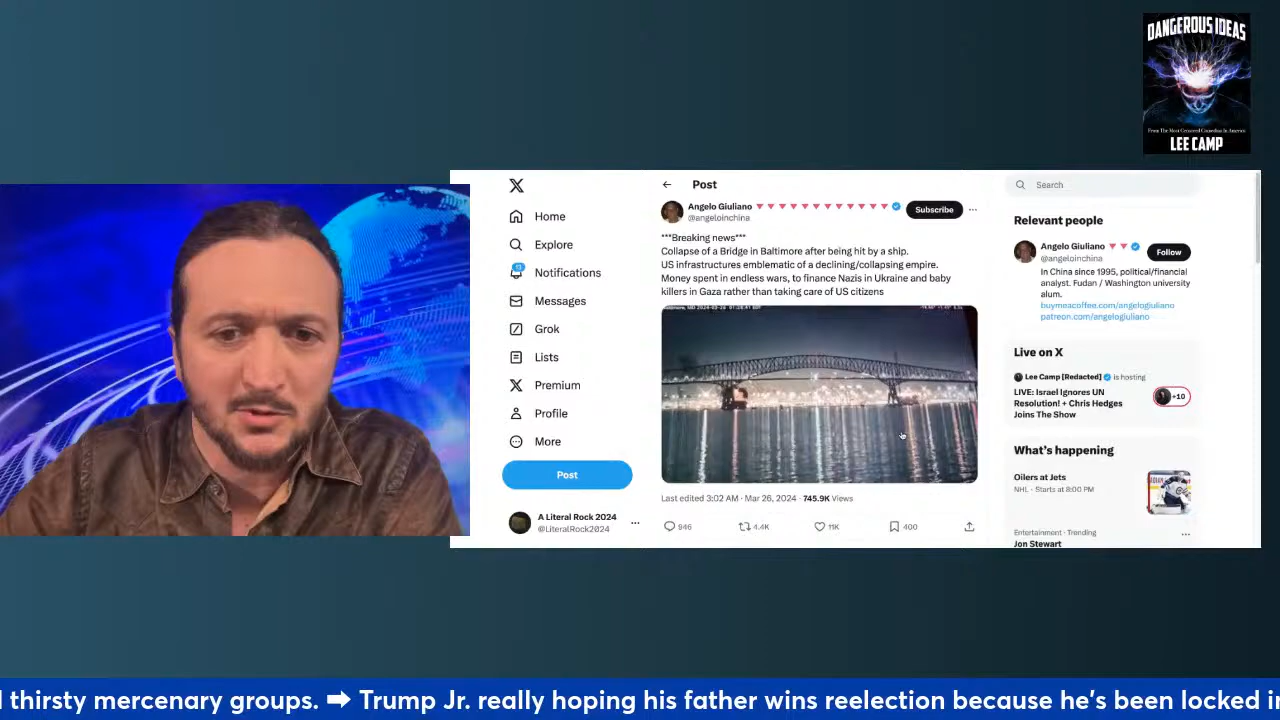 DANGEROUS IDEAS
From The Most Censored Comedian In America
LEE CAMP
Post
Angelo Giuliano
@angeloinchina
Subscribe
***Breaking news***
Collapse of a Bridge in Baltimore after being hit by a ship.
US infrastructures emblematic of a declining/collapsing empire.
Money spent in endless wars, to finance Nazis in Ukraine and baby
killers in Gaza rather than taking care of US citizens
Last edited 3:02 AM · Mar 26, 2024 · 745.9K Views
946
4.4K
11K
400
Home
Explore
Notifications
Messages
Grok
Lists
Premium
Profile
More
Post
A Literal Rock 2024
@LiteralRock2024
Search
Relevant people
Angelo Giuliano
@angeloinchina
Follow
In China since 1995, political/financial
analyst. Fudan / Washington university
alum.
buymeacoffee.com/angelogiuliano
patreon.com/angelogiuliano
Live on X
Lee Camp [Redacted] is hosting
LIVE: Israel Ignores UN
Resolution! + Chris Hedges
Joins The Show
+10
What's happening
Oilers at Jets
NHL · Starts at 8:00 PM
Entertainment · Trending
Jon Stewart
thirsty mercenary groups. ➡ Trump Jr. really hoping his father wins reelection because he's been locked in